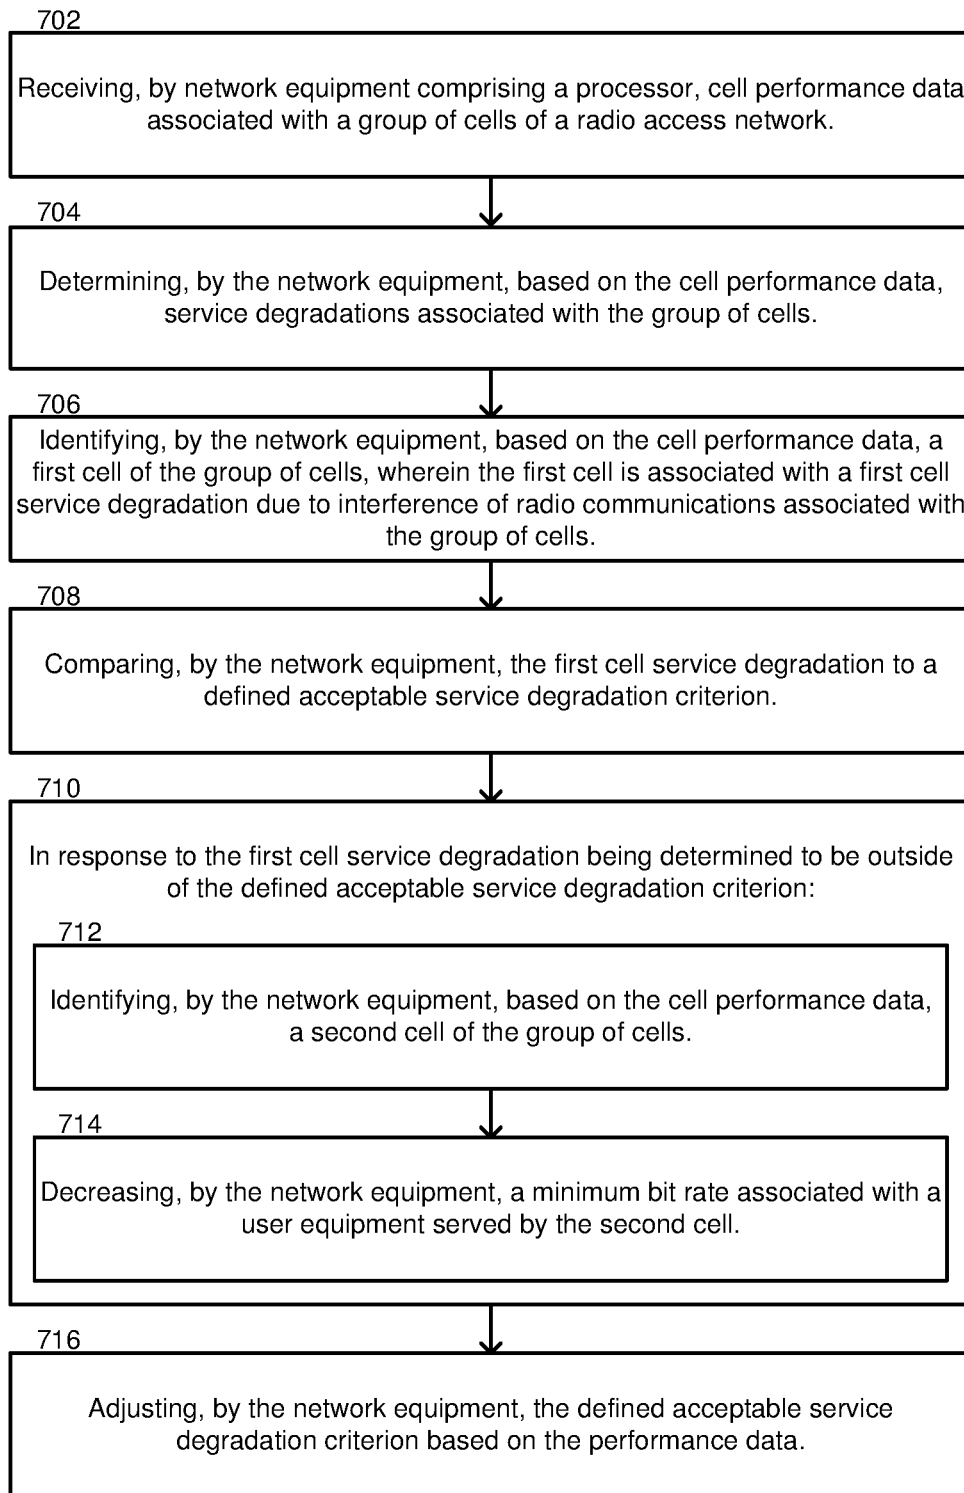 702
Receiving, by network equipment comprising a processor, cell performance data
associated with a group of cells of a radio access network.
704
Determining, by the network equipment, based on the cell performance data,
service degradations associated with the group of cells.
706
Identifying, by the network equipment, based on the cell performance data, a
first cell of the group of cells, wherein the first cell is associated with a first cell
service degradation due to interference of radio communications associated with
the group of cells.
708
Comparing, by the network equipment, the first cell service degradation to a
defined acceptable service degradation criterion.
710
In response to the first cell service degradation being determined to be outside
of the defined acceptable service degradation criterion:
712
Identifying, by the network equipment, based on the cell performance data,
a second cell of the group of cells.
714
Decreasing, by the network equipment, a minimum bit rate associated with a
user equipment served by the second cell.
716
Adjusting, by the network equipment, the defined acceptable service
degradation criterion based on the performance data.